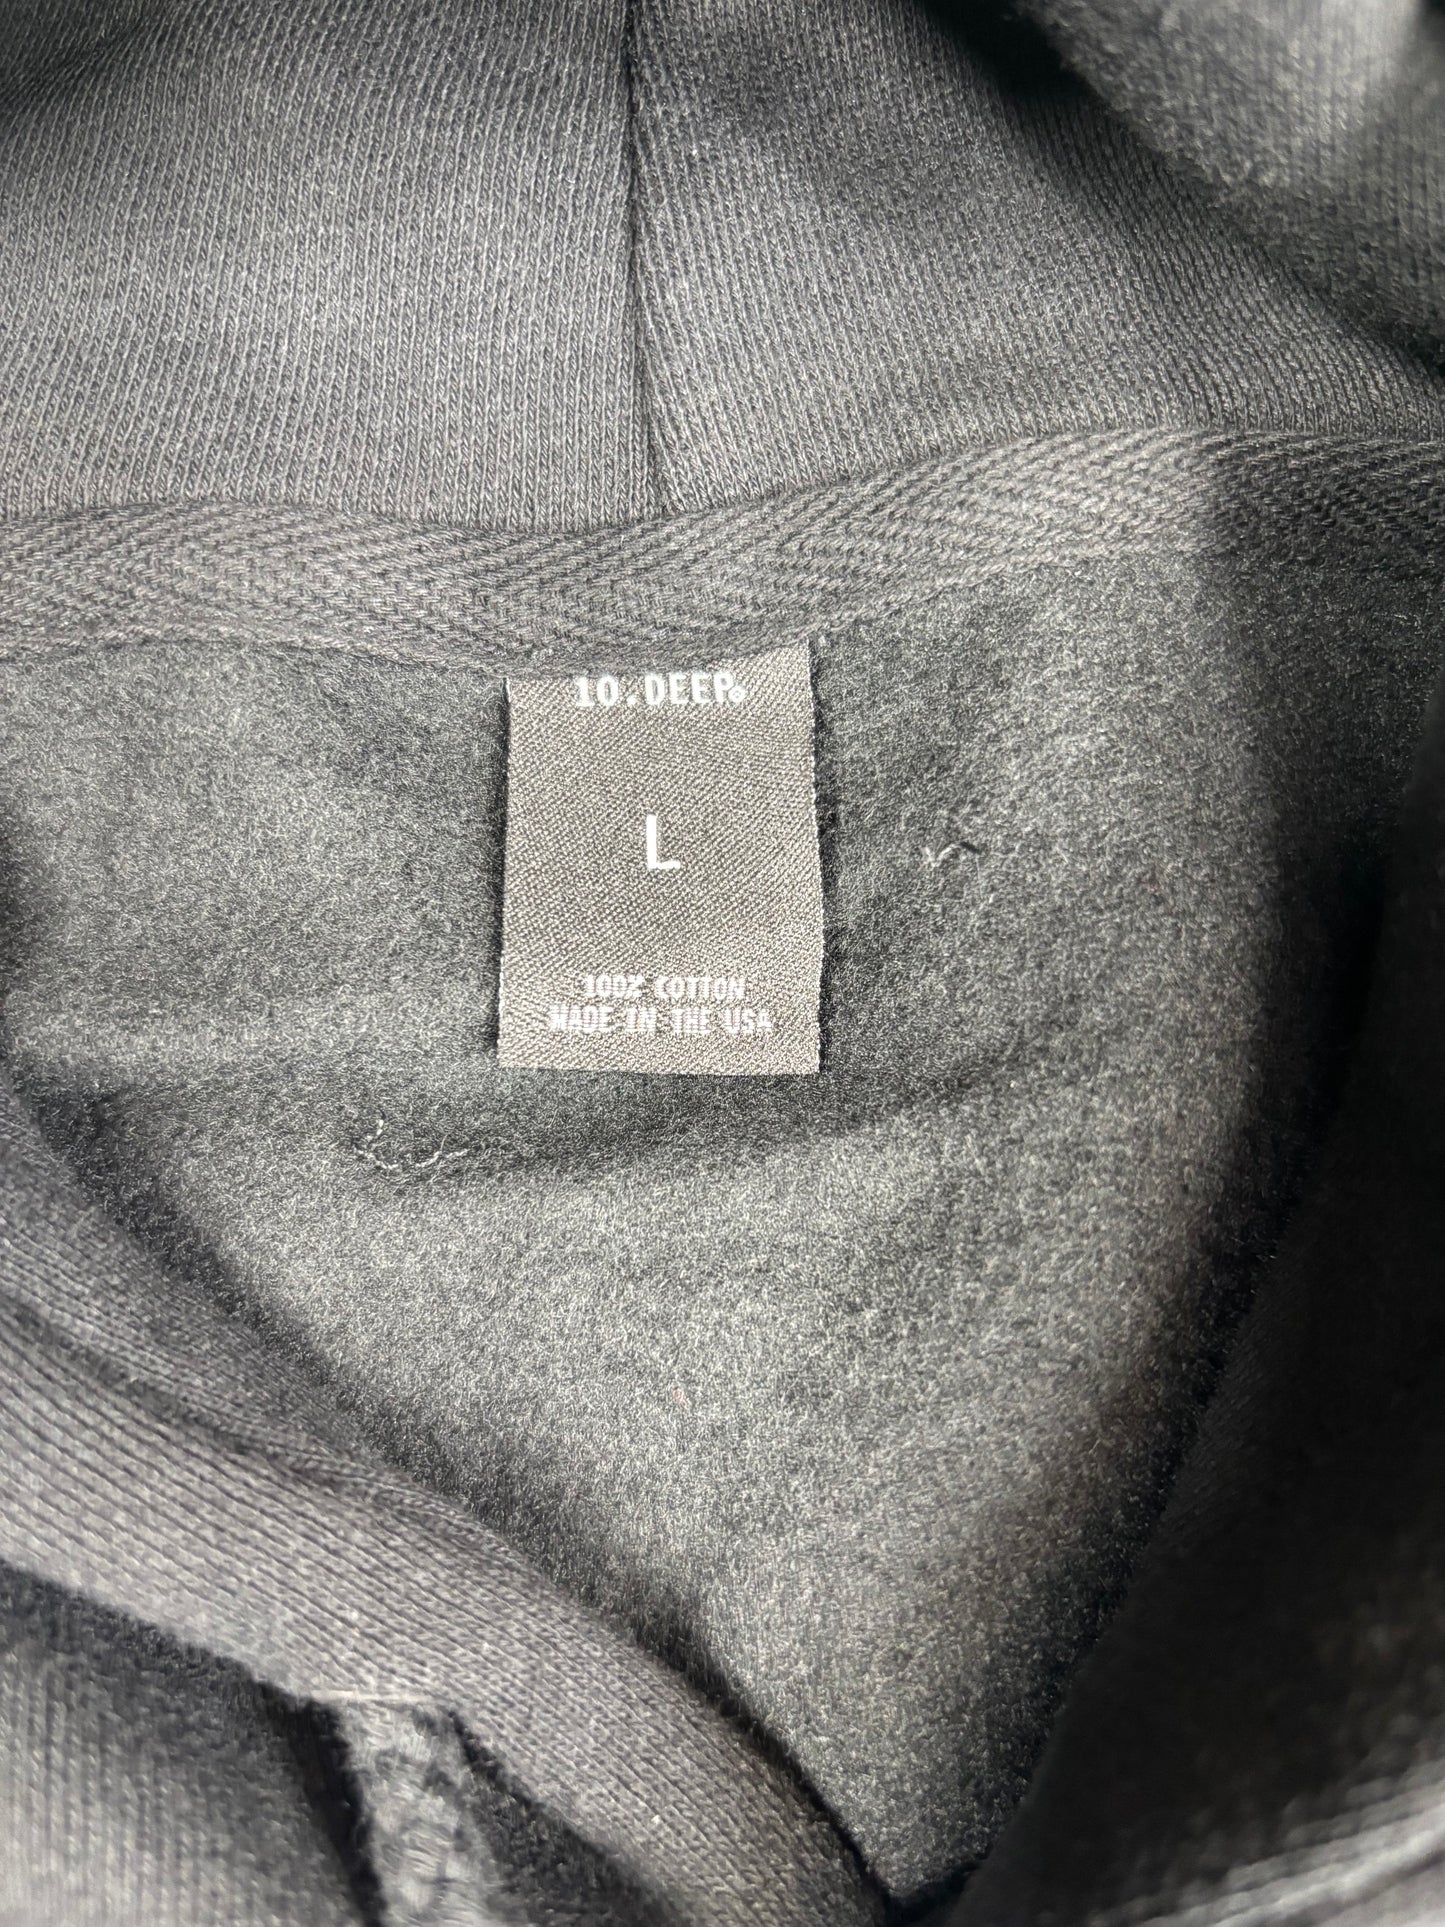 10.DEEP®
L
100% COTTON
MADE IN THE USA